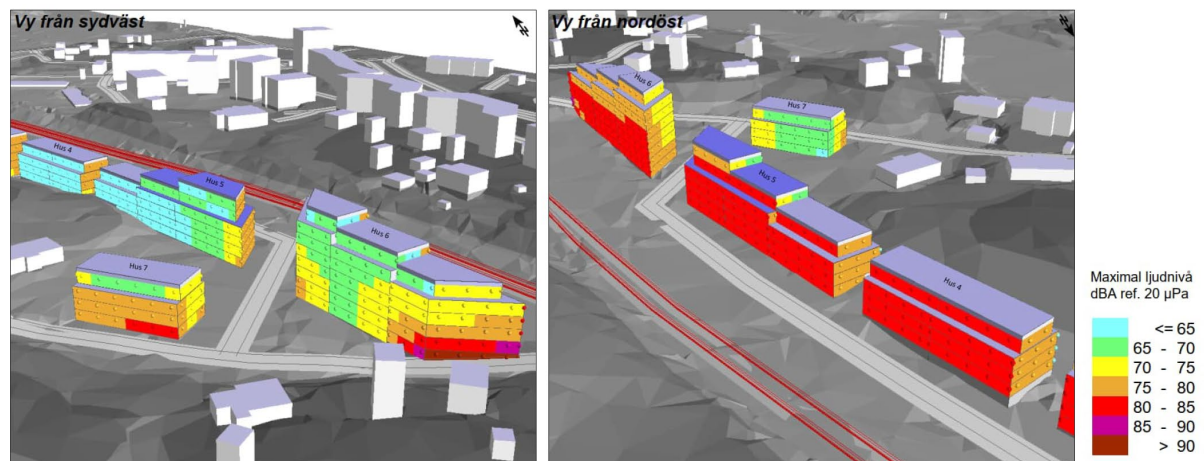 Vy från sydväst
N
Hus 4
Hus 5
Hus 6
Hus 7
Vy från nordöst
N
Hus 6
Hus 7
Hus 5
Hus 4
Maximal ljudnivå
dBA ref. 20 µPa
<= 65
65 - 70
70 - 75
75 - 80
80 - 85
85 - 90
> 90